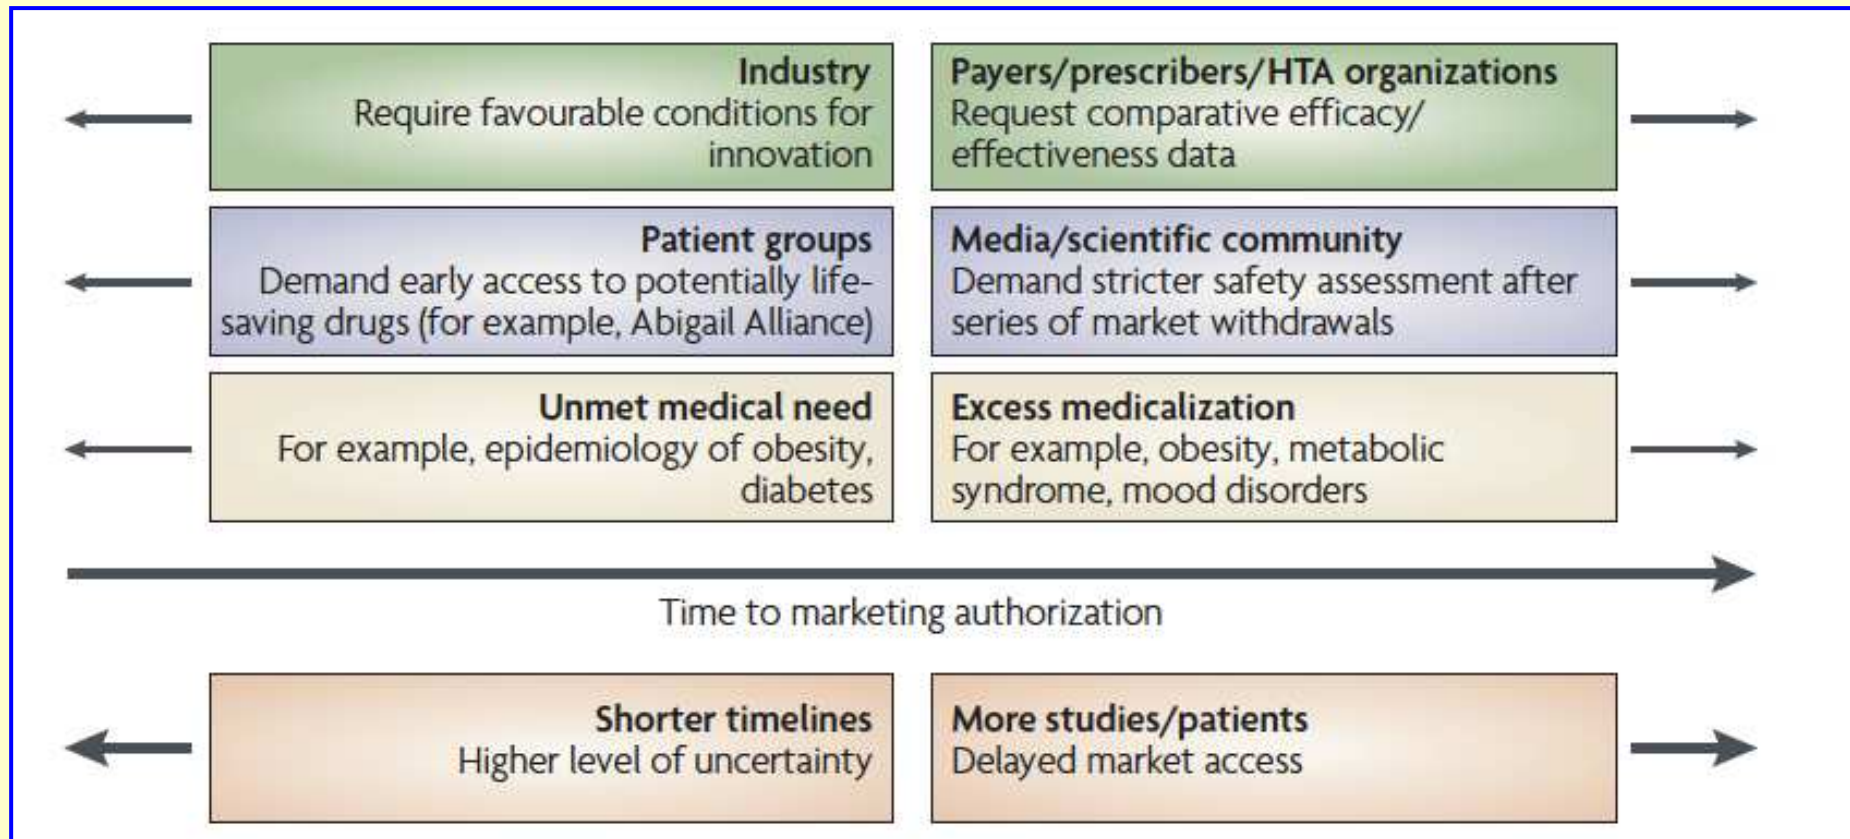 Industry
Require favourable conditions for
innovation
Payers/prescribers/HTA organizations
Request comparative efficacy/
effectiveness data
Patient groups
Demand early access to potentially life-
saving drugs (for example, Abigail Alliance)
Media/scientific community
Demand stricter safety assessment after
series of market withdrawals
Unmet medical need
For example, epidemiology of obesity,
diabetes
Excess medicalization
For example, obesity, metabolic
syndrome, mood disorders
Time to marketing authorization
Shorter timelines
Higher level of uncertainty
More studies/patients
Delayed market access